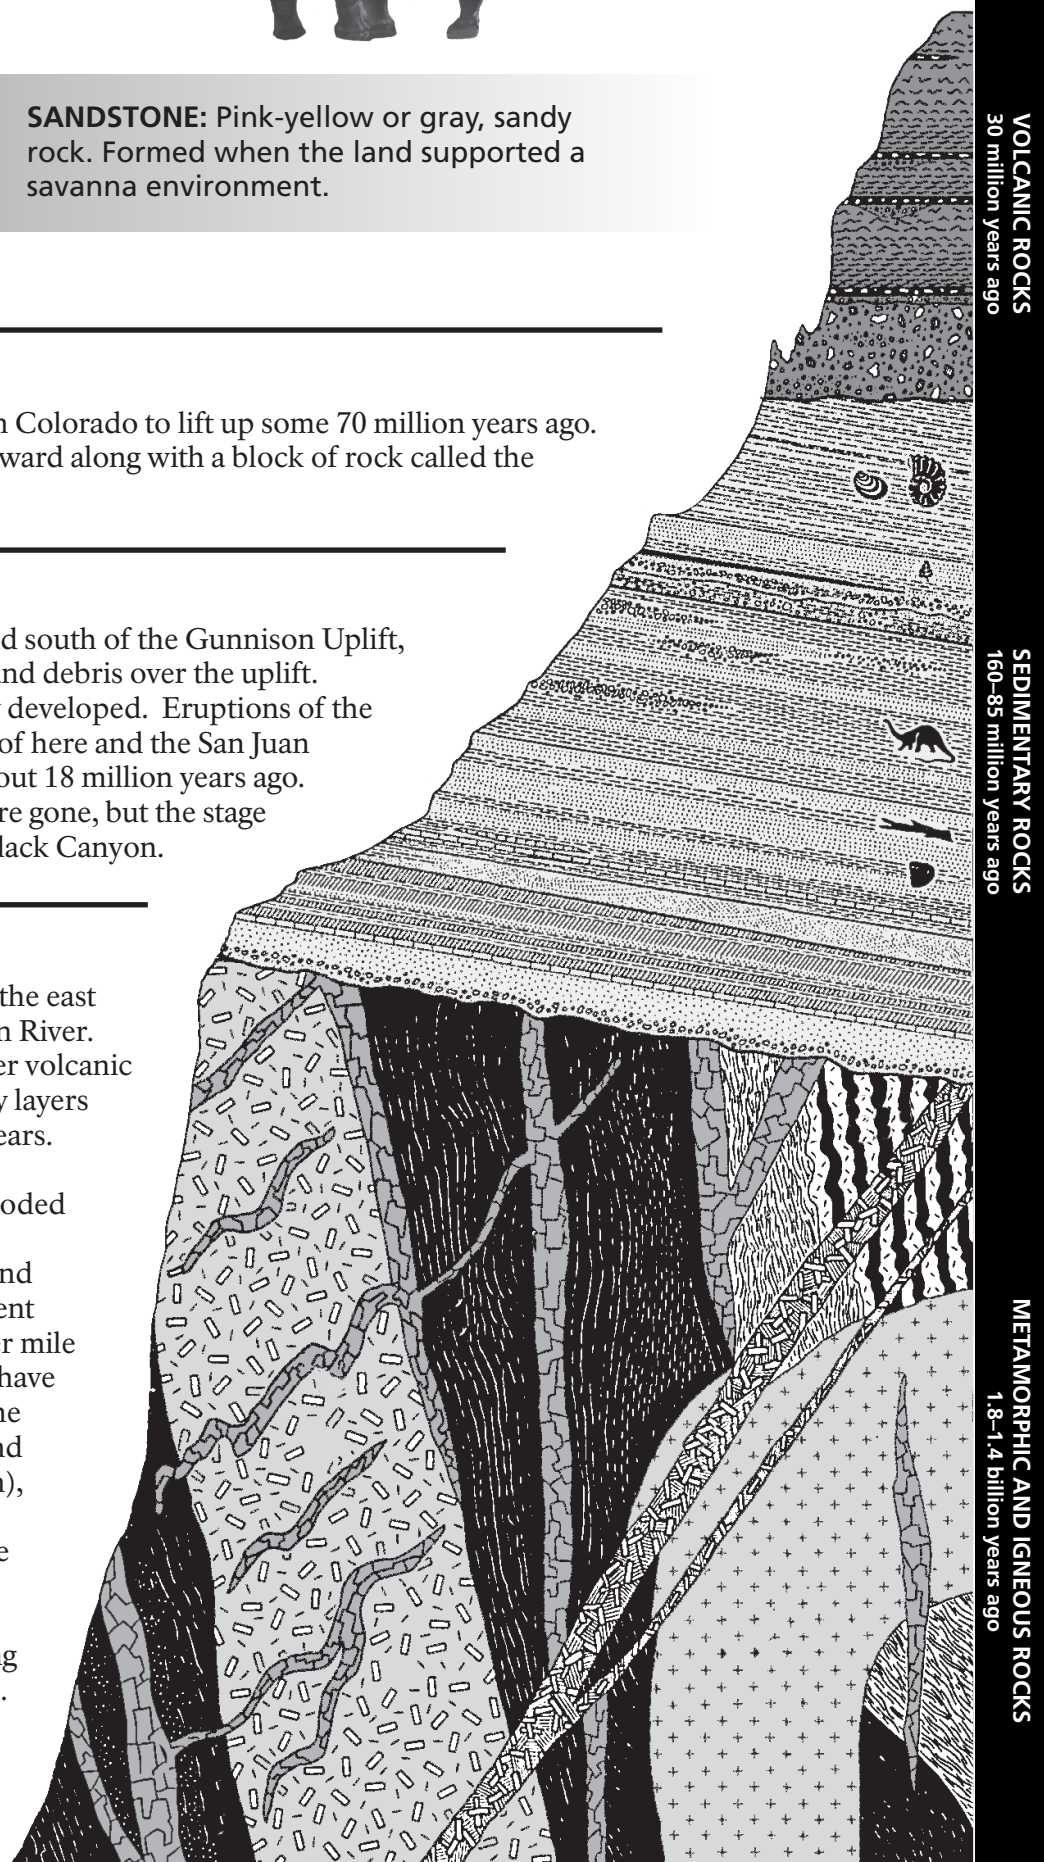 SANDSTONE: Pink-yellow or gray, sandy
rock. Formed when the land supported a
savanna environment.
n Colorado to lift up some 70 million years ago.
ward along with a block of rock called the
d south of the Gunnison Uplift,
nd debris over the uplift.
developed. Eruptions of the
of here and the San Juan
out 18 million years ago.
re gone, but the stage
lack Canyon.
the east
n River.
er volcanic
y layers
ears.
oded
nd
ent
er mile
have
he
nd
),
e
g
.
VOLCANIC ROCKS
30 million years ago
SEDIMENTARY ROCKS
160–85 million years ago
METAMORPHIC AND IGNEOUS ROCKS
1.8–1.4 billion years ago